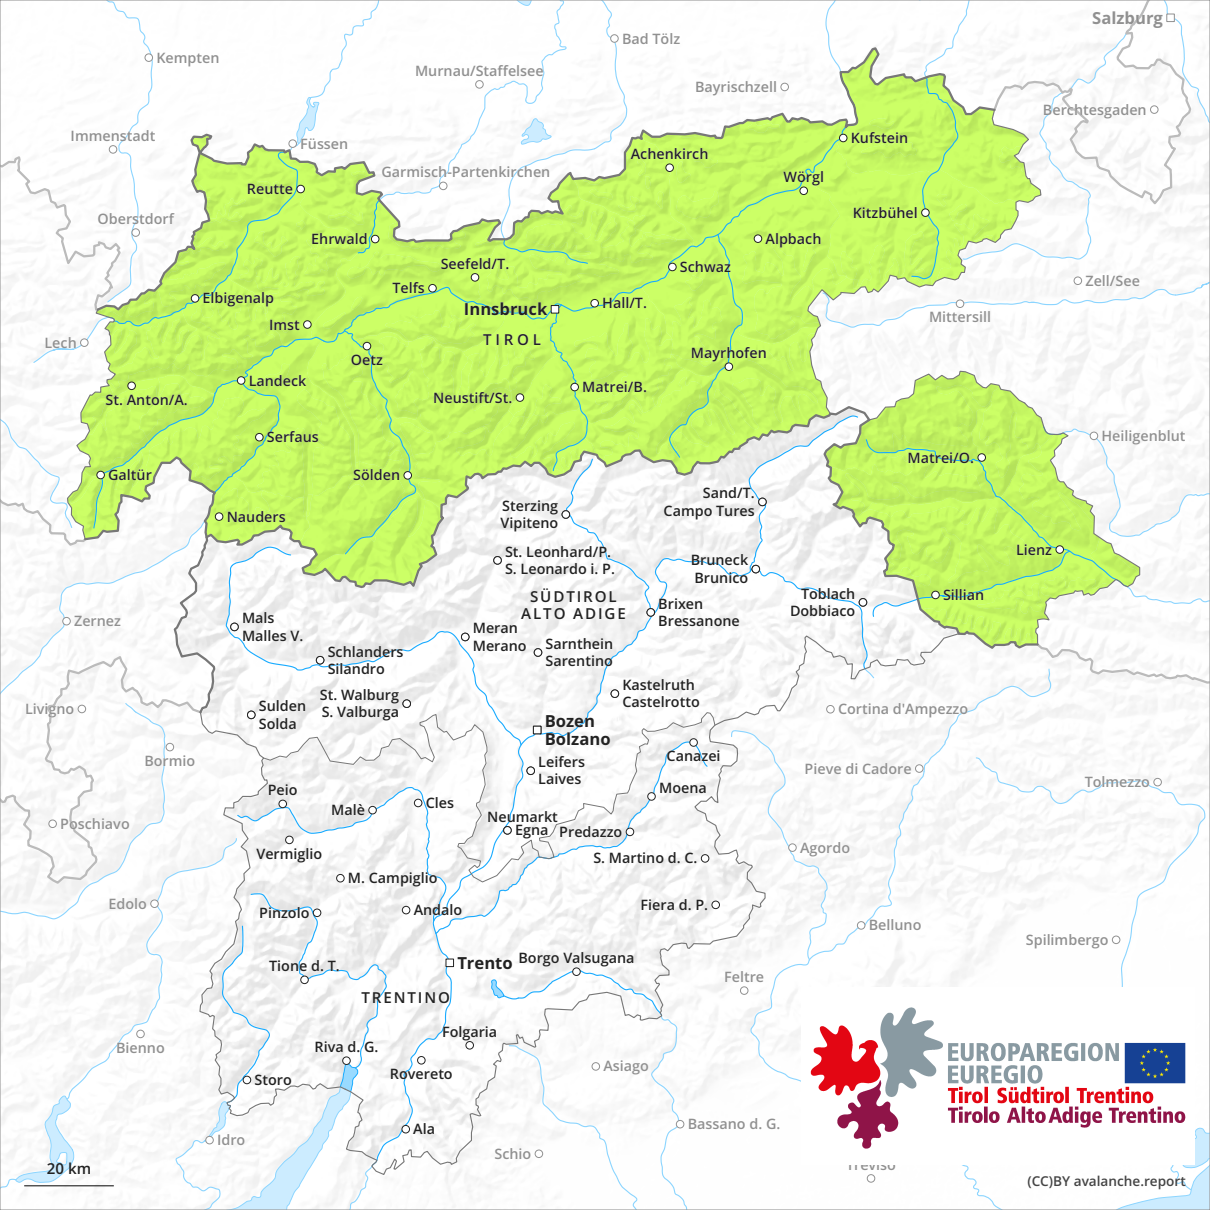 Salzburg
Bad Tölz
Kempten
Murnau/Staffelsee
Bayrischzell
Berchtesgaden
Immenstadt
Füssen
Kufstein
Achenkirch
Garmisch-Partenkirchen
Wörgl
Reutte
Oberstdorf
Kitzbühel
Ehrwald
Alpbach
Seefeld/T.
Schwaz
Zell/See
Telfs
Elbigenalp
Hall/T.
Innsbruck
Mittersill
Imst
TIROL
Lech
Oetz
Mayrhofen
Landeck
Matrei/B.
St. Anton/A.
Neustift/St.
Serfaus
Heiligenblut
Matrei/O.
Galtür
Sölden
Sand/T.
Campo Tures
Sterzing
Vipiteno
Nauders
St. Leonhard/P.
S. Leonardo i. P.
Lienz
Bruneck
Brunico
SÜDTIROL
ALTO ADIGE
Toblach
Dobbiaco
Sillian
Brixen
Bressanone
Zernez
Mals
Malles V.
Meran
Merano
Sarnthein
Sarentino
Schlanders
Silandro
Kastelruth
Castelrotto
St. Walburg
S. Valburga
Livigno
Sulden
Solda
Cortina d'Ampezzo
Bozen
Bolzano
Canazei
Bormio
Leifers
Laives
Pieve di Cadore
Tolmezzo
Peio
Moena
Malè
Cles
Neumarkt
Egna
Predazzo
Poschiavo
Agordo
Vermiglio
S. Martino d. C.
M. Campiglio
Edolo
Pinzolo
Andalo
Fiera d. P.
Belluno
Spilimbergo
Trento
Borgo Valsugana
Tione d. T.
Feltre
TRENTINO
Folgaria
Bienno
Riva d. G.
Rovereto
Asiago
Storo
EUROPAREGION
EUREGIO
Tirol Südtirol Trentino
Tirolo Alto Adige Trentino
Ala
Bassano d. G.
Idro
Schio
Treviso
20 km
(CC)BY avalanche.report